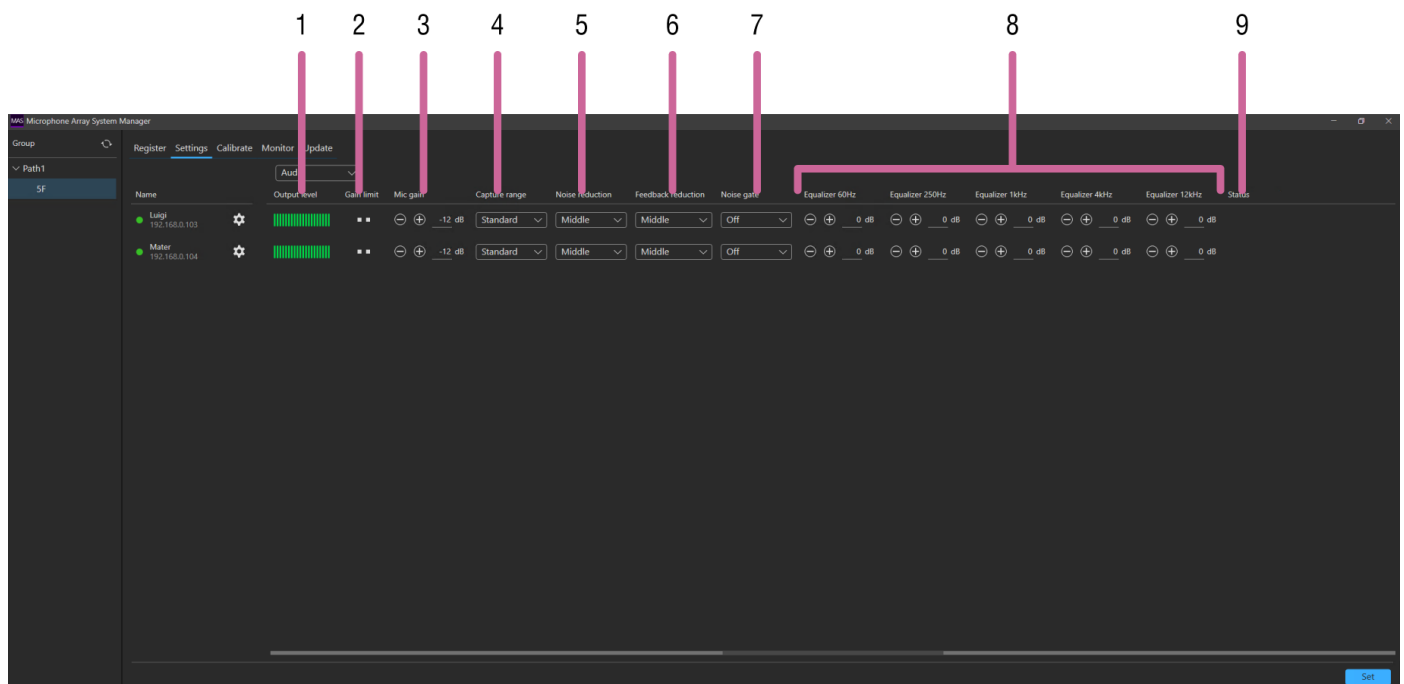 1 2 3 4 5 6 7 8 9
MAS Microphone Array System Manager
Group
Register Settings Calibrate Monitor Update
Path1
5F
Name Output level Gain limit Mic gain Capture range Noise reduction Feedback reduction Noise gate Equalizer 60Hz Equalizer 250Hz Equalizer 1kHz Equalizer 4kHz Equalizer 12kHz Status
Luigi
192.168.0.103
-12 dB Standard Middle Middle Off 0 dB 0 dB 0 dB 0 dB 0 dB
Mater
192.168.0.104
-12 dB Standard Middle Middle Off 0 dB 0 dB 0 dB 0 dB 0 dB
Set